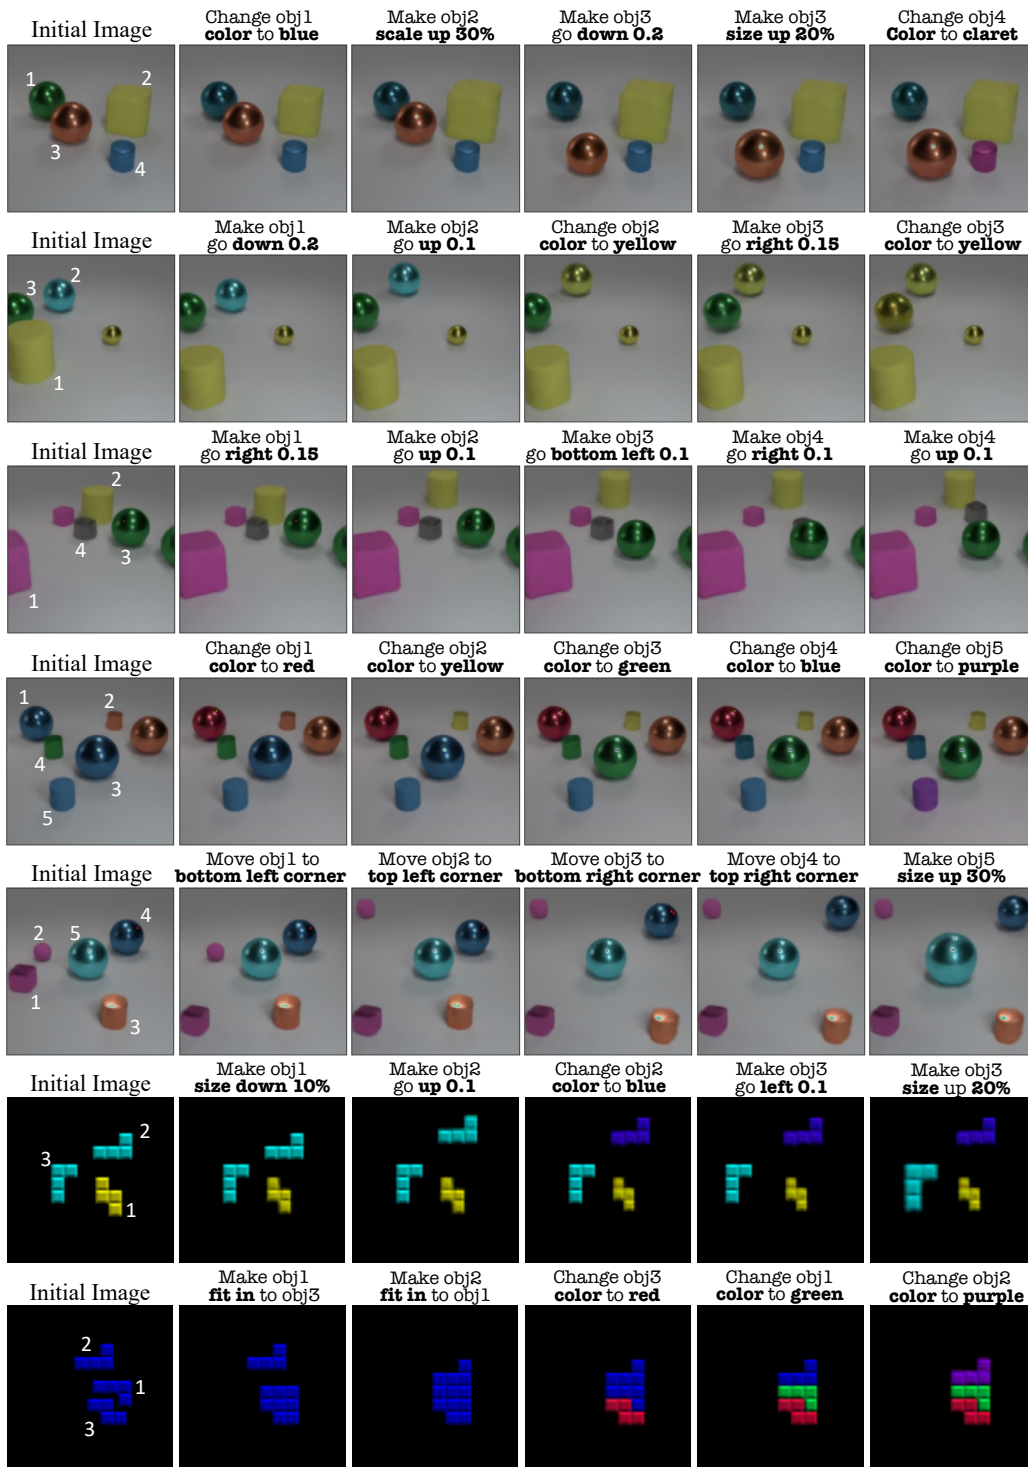 Initial Image
Change obj1
color to blue
Make obj2
scale up 30%
Make obj3
go down 0.2
Make obj3
size up 20%
Change obj4
Color to claret
1
2
3
4
Initial Image
Make obj1
go down 0.2
Make obj2
go up 0.1
Change obj2
color to yellow
Make obj3
go right 0.15
Change obj3
color to yellow
3
2
1
Initial Image
Make obj1
go right 0.15
Make obj2
go up 0.1
Make obj3
go bottom left 0.1
Make obj4
go right 0.1
Make obj4
go up 0.1
2
4
3
1
Initial Image
Change obj1
color to red
Change obj2
color to yellow
Change obj3
color to green
Change obj4
color to blue
Change obj5
color to purple
1
2
4
3
5
Initial Image
Move obj1 to
bottom left corner
Move obj2 to
top left corner
Move obj3 to
bottom right corner
Move obj4 to
top right corner
Make obj5
size up 30%
4
2
5
1
3
Initial Image
Make obj1
size down 10%
Make obj2
go up 0.1
Change obj2
color to blue
Make obj3
go left 0.1
Make obj3
size up 20%
2
3
1
Initial Image
Make obj1
fit in to obj3
Make obj2
fit in to obj1
Change obj3
color to red
Change obj1
color to green
Change obj2
color to purple
2
1
3